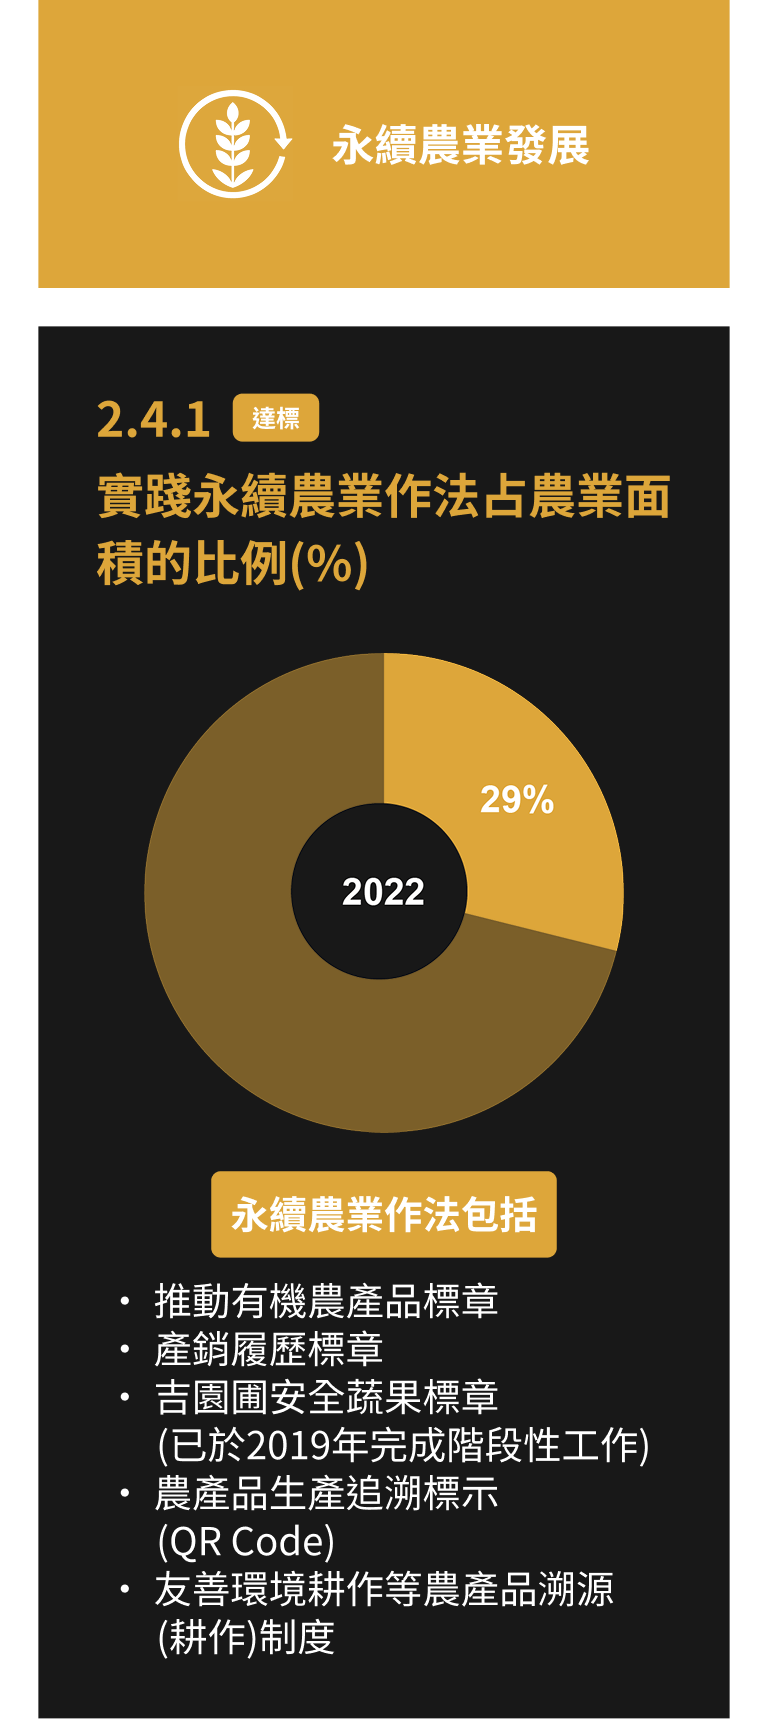 永續農業發展
2.4.1 達標
實踐永續農業作法占農業面
積的比例(%)
29%
2022
永續農業作法包括
• 推動有機農產品標章
• 產銷履歷標章
• 吉園圃安全蔬果標章
(已於2019年完成階段性工作)
• 農產品生產追溯標示
(QR Code)
• 友善環境耕作等農產品溯源
(耕作)制度